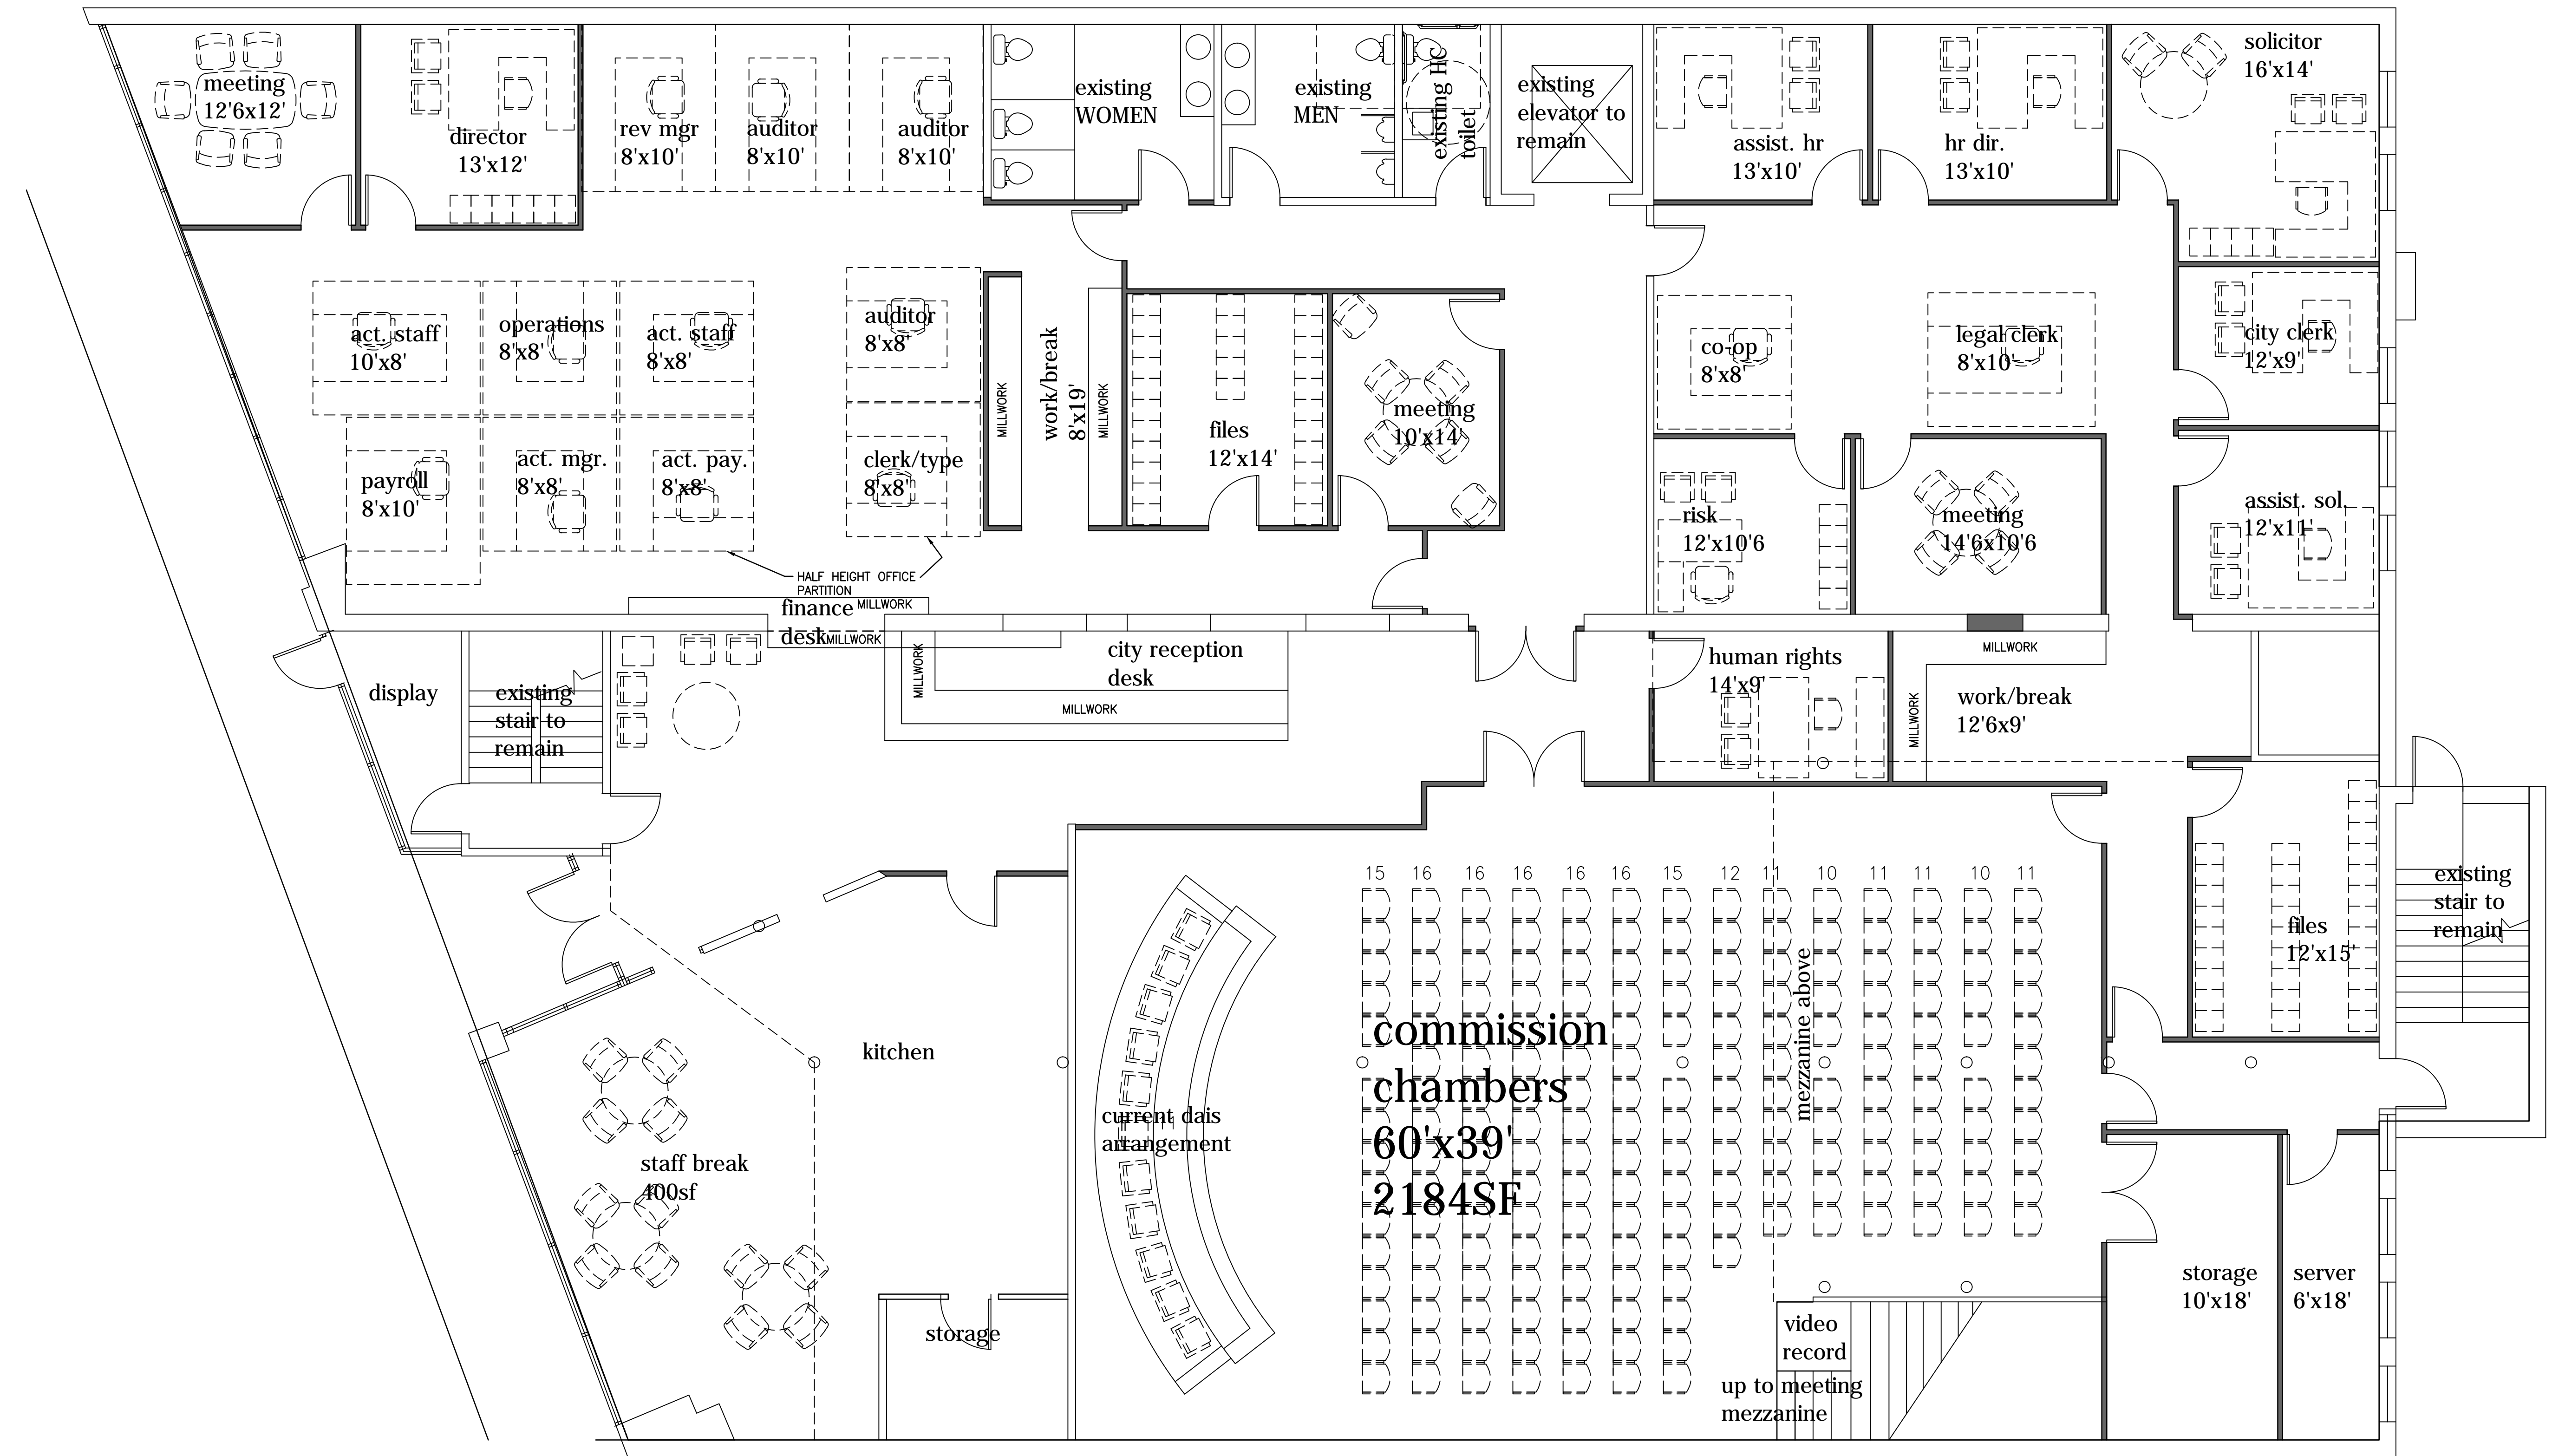 meeting
12'6x12'
director
13'x12'
rev mgr
8'x10'
auditor
8'x10'
auditor
8'x10'
existing
WOMEN
existing
MEN
existing HC
toilet
existing
elevator to
remain
assist. hr
13'x10'
hr dir.
13'x10'
solicitor
16'x14'
act. staff
10'x8'
operations
8'x8'
act. staff
8'x8'
auditor
8'x8'
MILLWORK
work/break
8'x19'
MILLWORK
files
12'x14'
meeting
10'x14'
co-op
8'x8'
legal clerk
8'x10'
city clerk
12'x9'
payroll
8'x10'
act. mgr.
8'x8'
act. pay.
8'x8'
clerk/type
8'x8'
risk
12'x10'6
meeting
14'6x10'6
assist. sol.
12'x11'
HALF HEIGHT OFFICE
PARTITION
finance
desk
MILLWORK
MILLWORK
display
existing
stair to
remain
MILLWORK
city reception
desk
MILLWORK
human rights
14'x9'
MILLWORK
MILLWORK
work/break
12'6x9'
15 16 16 16 16 16 15 12 11 10 11 11 10 11
existing
stair to
remain
files
12'x15'
kitchen
commission
chambers
60'x39'
2184SF
mezzanine above
current dais
arrangement
staff break
400sf
storage
video
record
up to meeting
mezzanine
storage
10'x18'
server
6'x18'